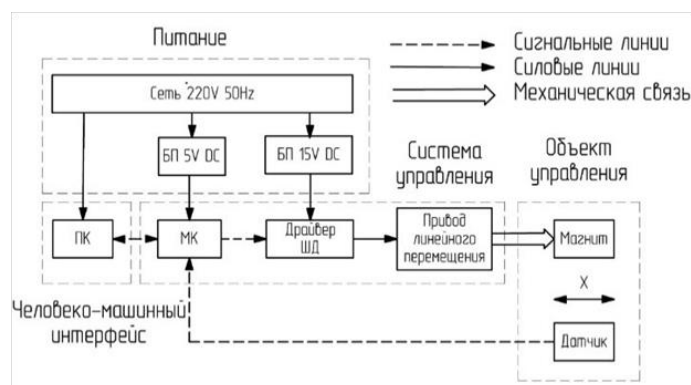 Питание
Сигнальные линии
Силовые линии
Механическая связь
Сеть 220V 50Hz
БП 5V DC
БП 15V DC
Система
управления
Объект
управления
ПК
МК
Драйвер
ШД
Привод
линейного
перемещения
Магнит
X
Датчик
Человеко-машинный
интерфейс